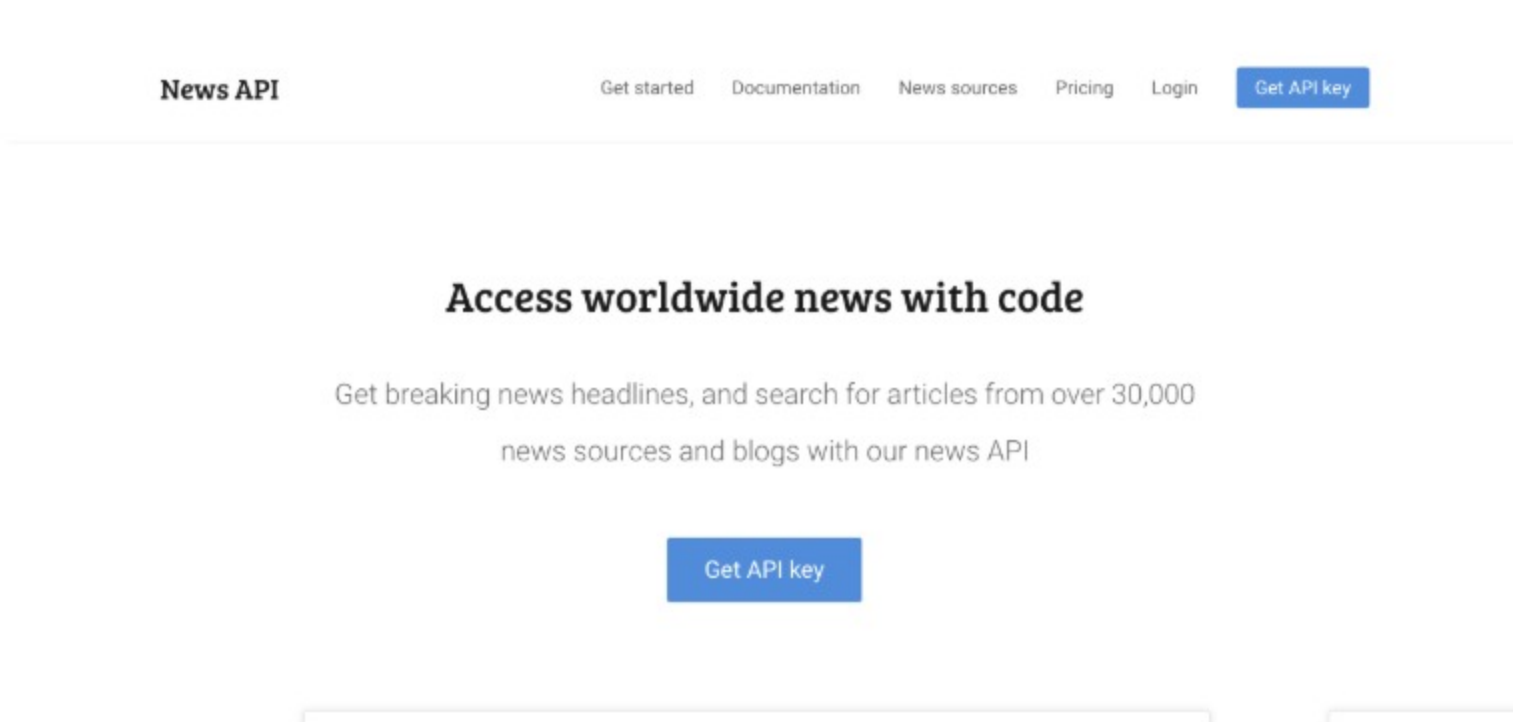 News API
Get started
Documentation
News sources
Pricing
Login
Get API key
Access worldwide news with code
Get breaking news headlines, and search for articles from over 30,000
news sources and blogs with our news API
Get API key